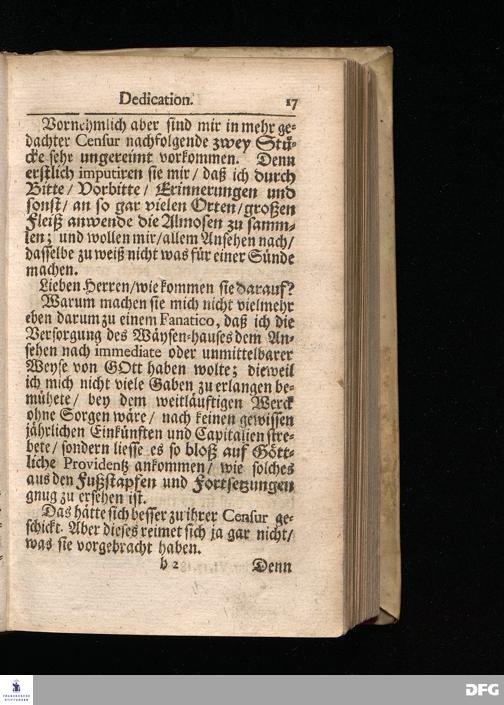 Dedication. 17
Vornehmlich aber sind mir in mehr ge-
dachter Censur nachfolgende zwey Stü-
cke sehr ungereimt vorkommen. Denn
erstlich imputiren sie mir / daß ich durch
Bitte / Vorbitte / Erinnerungen und
sonst / an so gar vielen Orten / großen
Fleiß anwende die Almosen zu samm-
len; und wollen mir / allem Ansehen nach /
dasselbe zu weiß nicht was für einer Sünde
machen.
Lieben Herren / wie kommen sie darauf?
Warum machen sie mich nicht vielmehr
eben darum zu einem Fanatico, daß ich die
Versorgung des Wäysen-hauses dem An-
sehen nach immediate oder unmittelbarer
Weyse von GOtt haben wolte; dieweil
ich mich nicht viele Gaben zu erlangen be-
mühete / bey dem weitläuftigen Werck
ohne Sorgen wäre / nach keinen gewissen
jährlichen Einkünften und Capitalien stre-
bete / sondern liesse es so bloß auf Gött-
liche Providentz ankommen / wie solches
aus den Fußstapfen und Fortsetzungen
gnug zu ersehen ist.
Das hätte sich besser zu ihrer Censur ge-
schickt. Aber dieses reimet sich ja gar nicht /
was sie vorgebracht haben.
b 2 Denn
FRANCKESCHE
STIFTUNGEN
DFG